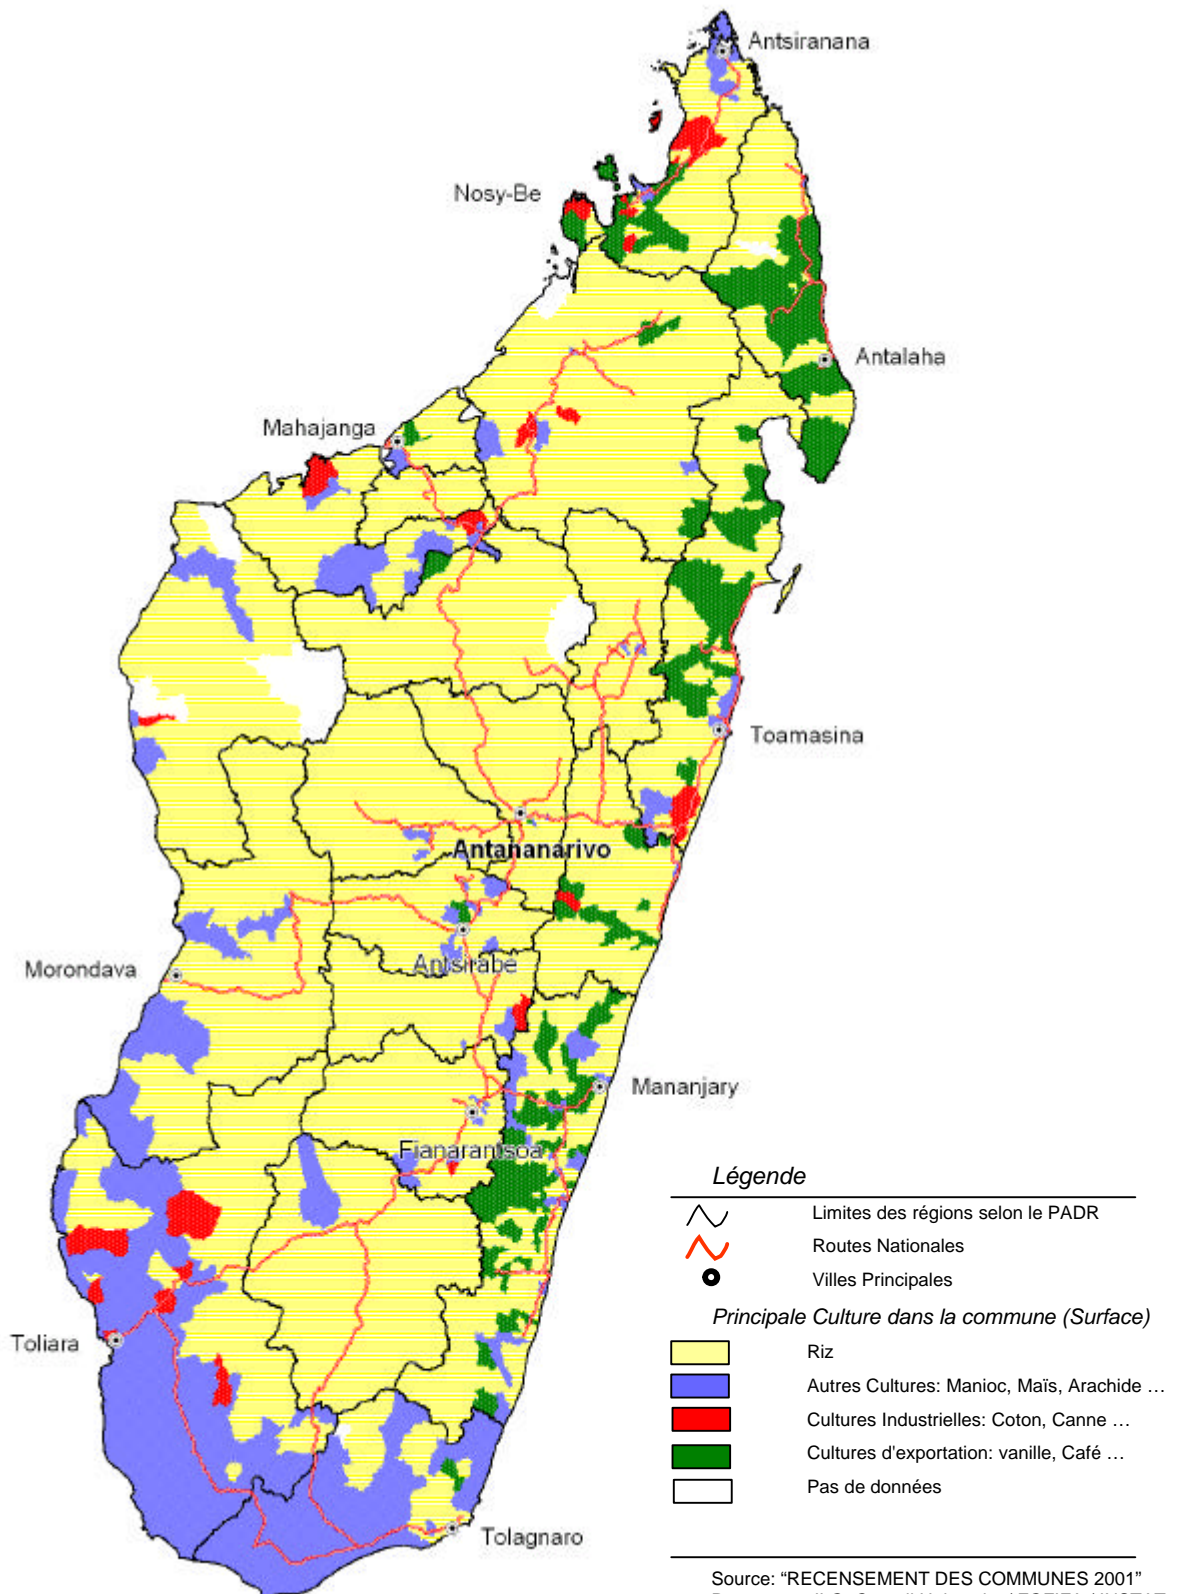 Antsiranana
Nosy-Be
Antalaha
Mahajanga
Toamasina
Antananarivo
Antsirabe
Morondava
Mananjary
Fianarantsoa
Toliara
Tolagnaro
Légende
Limites des régions selon le PADR
Routes Nationales
Villes Principales
Principale Culture dans la commune (Surface)
Riz
Autres Cultures: Manioc, Maïs, Arachide …
Cultures Industrielles: Coton, Canne …
Cultures d'exportation: vanille, Café …
Pas de données
Source: “RECENSEMENT DES COMMUNES 2001”